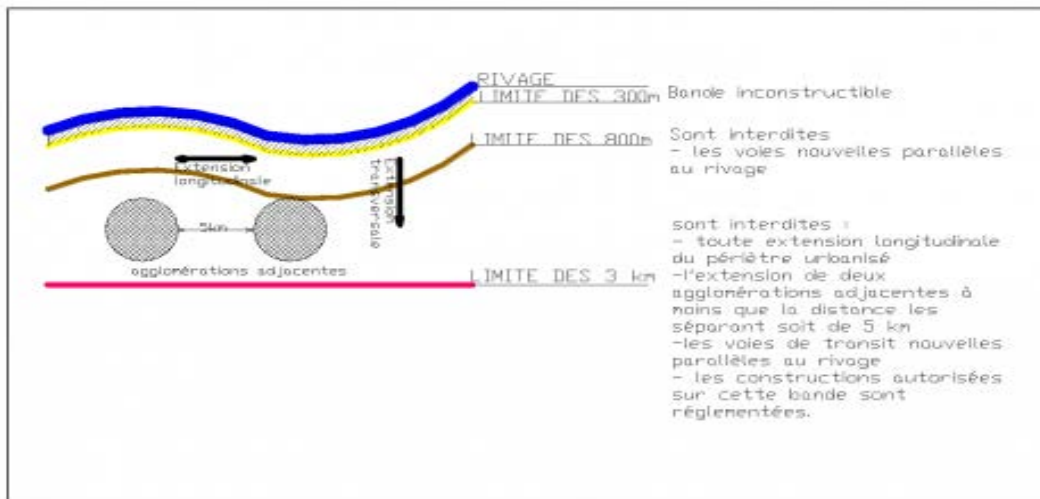 RIVAGE
LIMITE DES 300m
Bande inconstructible
LIMITE DES 800m
Sont interdites
- les voies nouvelles parallèles
au rivage
Extension
longitudinale
Extension
transversale
5km
agglomérations adjacentes
LIMITE DES 3 km
sont interdites :
- toute extension longitudinale
du périètre urbanisé
-l'extension de deux
agglomérations adjacentes à
moins que la distance les
séparant soit de 5 km
-les voies de transit nouvelles
parallèles au rivage
- les constructions autorisées
sur cette bande sont
réglementées.